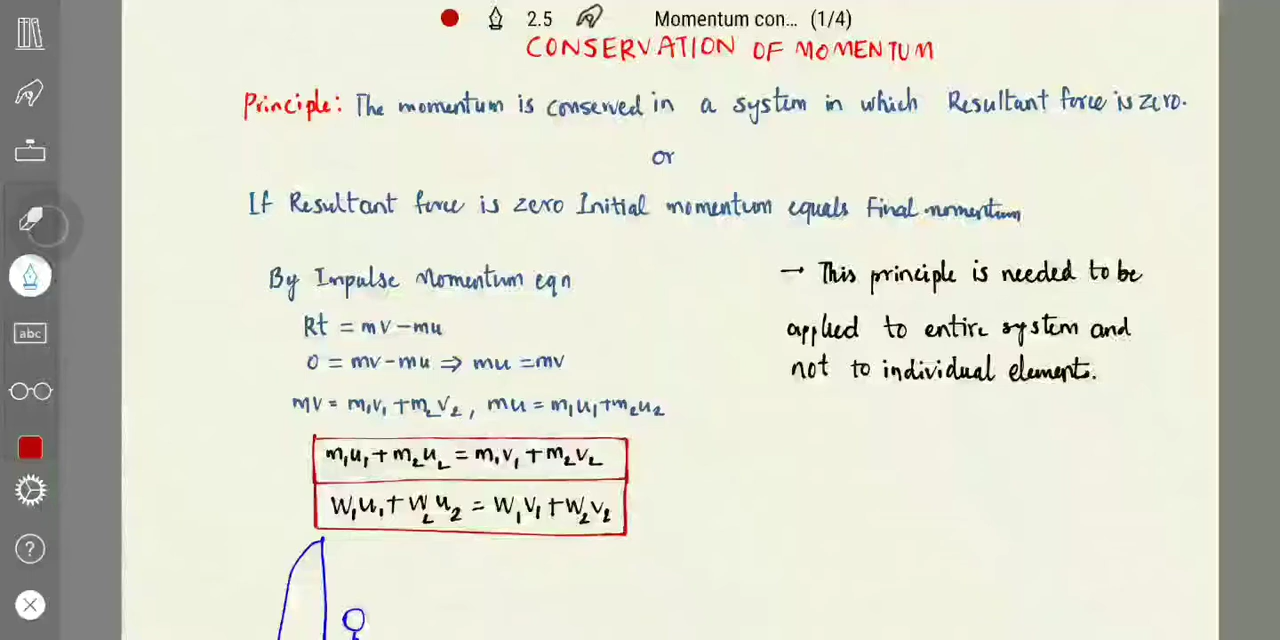 2.5 Momentum con... (1/4)
CONSERVATION OF MOMENTUM
Principle: The momentum is conserved in a system in which Resultant force is zero.
or
If Resultant force is zero Initial momentum equals Final momentum
By Impulse Momentum eqn
Rt = mv - mu
0 = mv - mu ⇒ mu = mv
mv = m₁v₁ + m₂v₂, mu = m₁u₁ + m₂u₂
m₁u₁ + m₂u₂ = m₁v₁ + m₂v₂
W₁u₁ + W₂u₂ = W₁v₁ + W₂v₂
→ This principle is needed to be
applied to entire system and
not to individual elements.
abc
?